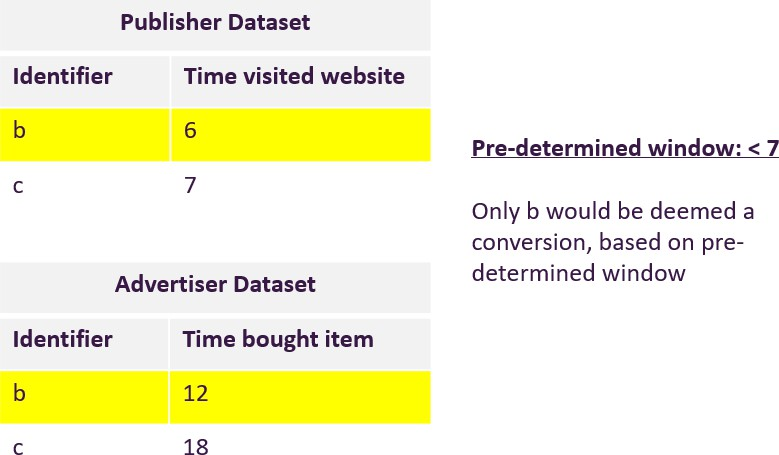 Publisher Dataset
Identifier Time visited website
b 6
c 7
Advertiser Dataset
Identifier Time bought item
b 12
c 18
Pre-determined window: < 7
Only b would be deemed a
conversion, based on pre-
determined window